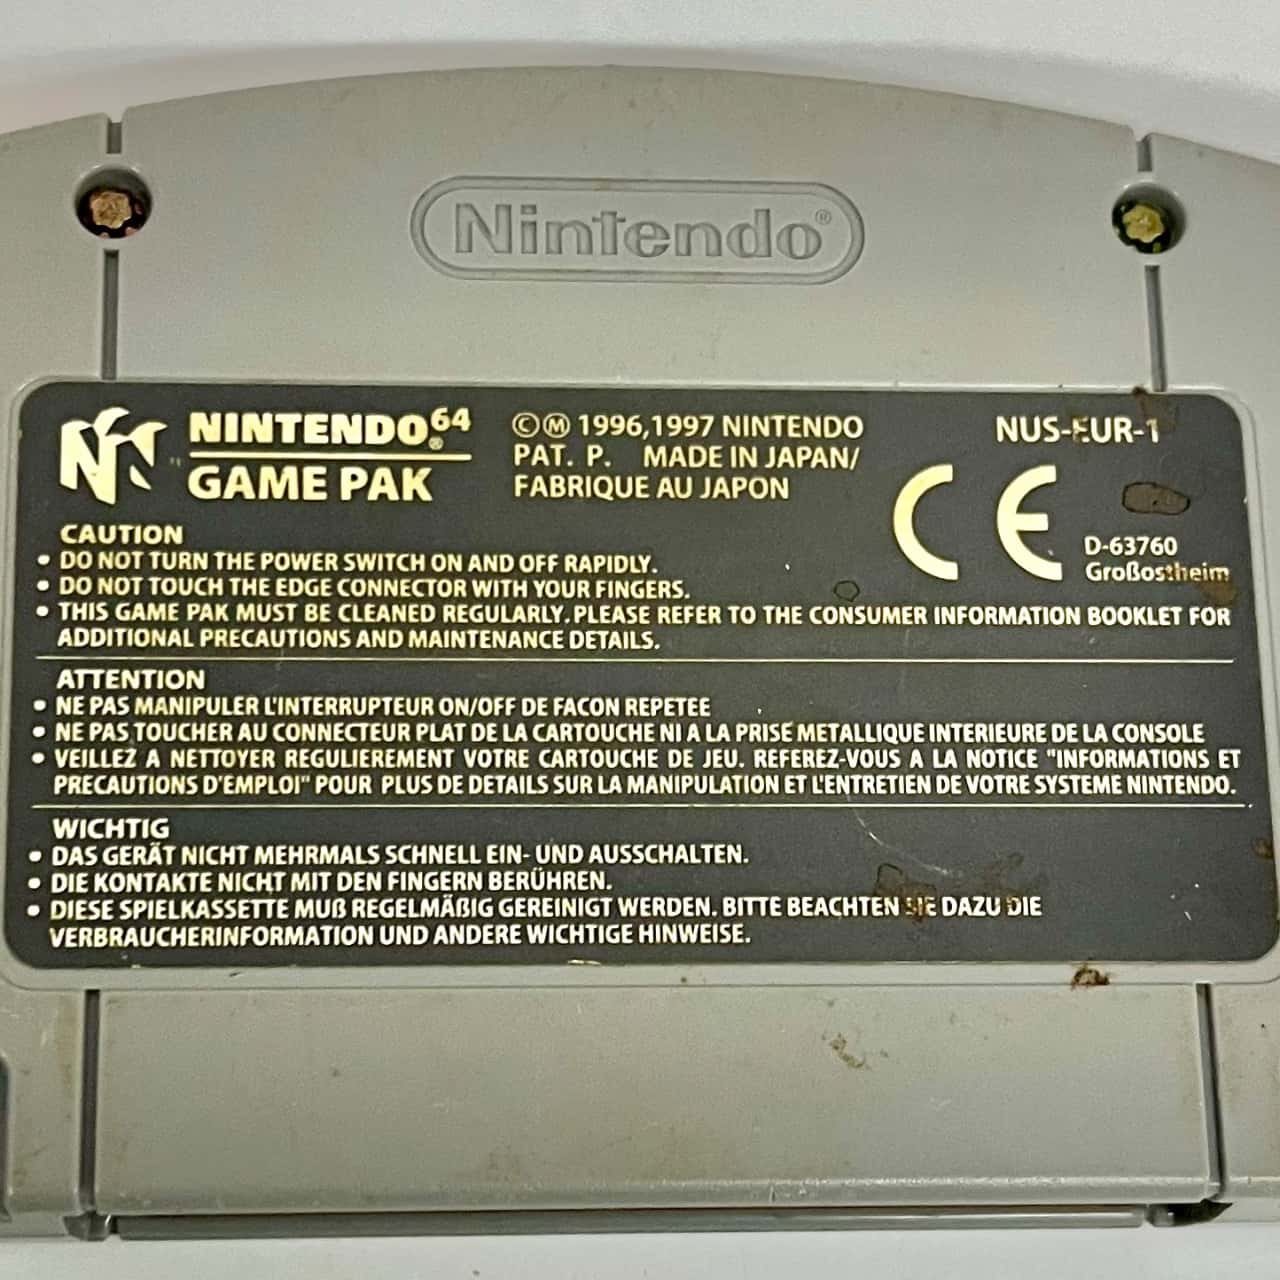 Nintendo®
NINTENDO⁶⁴®
GAME PAK
©Ⓜ 1996,1997 NINTENDO
PAT. P. MADE IN JAPAN/
FABRIQUE AU JAPON
NUS-EUR-1
CE
D-63760
Großostheim
CAUTION
• DO NOT TURN THE POWER SWITCH ON AND OFF RAPIDLY.
• DO NOT TOUCH THE EDGE CONNECTOR WITH YOUR FINGERS.
• THIS GAME PAK MUST BE CLEANED REGULARLY. PLEASE REFER TO THE CONSUMER INFORMATION BOOKLET FOR
ADDITIONAL PRECAUTIONS AND MAINTENANCE DETAILS.
ATTENTION
• NE PAS MANIPULER L'INTERRUPTEUR ON/OFF DE FACON REPETEE
• NE PAS TOUCHER AU CONNECTEUR PLAT DE LA CARTOUCHE NI A LA PRISE METALLIQUE INTERIEURE DE LA CONSOLE
• VEILLEZ A NETTOYER REGULIEREMENT VOTRE CARTOUCHE DE JEU. REFEREZ-VOUS A LA NOTICE "INFORMATIONS ET
PRECAUTIONS D'EMPLOI" POUR PLUS DE DETAILS SUR LA MANIPULATION ET L'ENTRETIEN DE VOTRE SYSTEME NINTENDO.
WICHTIG
• DAS GERÄT NICHT MEHRMALS SCHNELL EIN- UND AUSSCHALTEN.
• DIE KONTAKTE NICHT MIT DEN FINGERN BERÜHREN.
• DIESE SPIELKASSETTE MUß REGELMÄßIG GEREINIGT WERDEN. BITTE BEACHTEN SIE DAZU DIE
VERBRAUCHERINFORMATION UND ANDERE WICHTIGE HINWEISE.